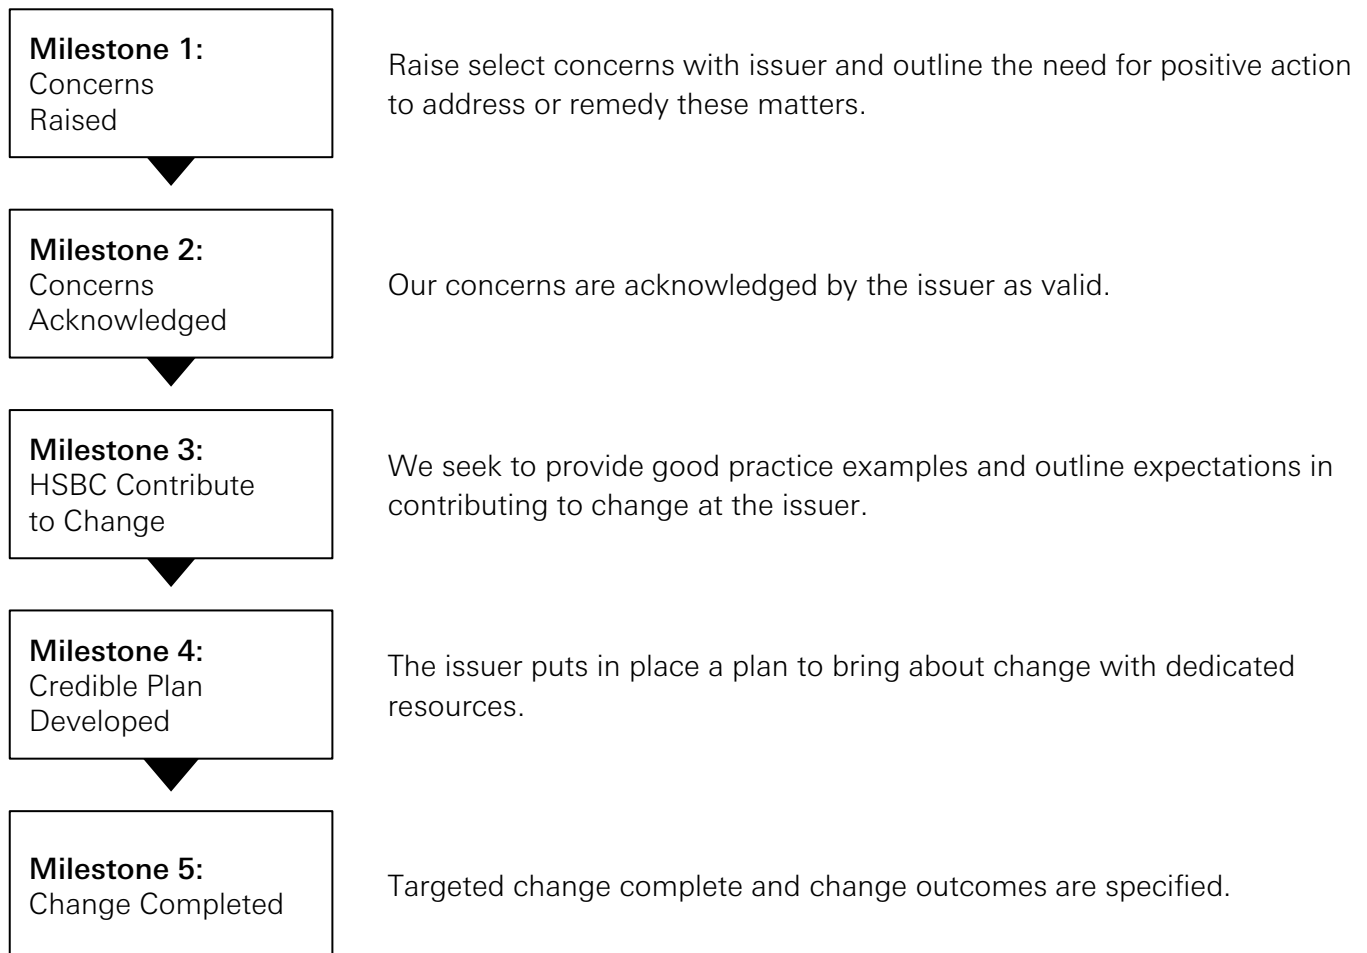 Milestone 1:
Concerns
Raised
Raise select concerns with issuer and outline the need for positive action
to address or remedy these matters.
Milestone 2:
Concerns
Acknowledged
Our concerns are acknowledged by the issuer as valid.
Milestone 3:
HSBC Contribute
to Change
We seek to provide good practice examples and outline expectations in
contributing to change at the issuer.
Milestone 4:
Credible Plan
Developed
The issuer puts in place a plan to bring about change with dedicated
resources.
Milestone 5:
Change Completed
Targeted change complete and change outcomes are specified.